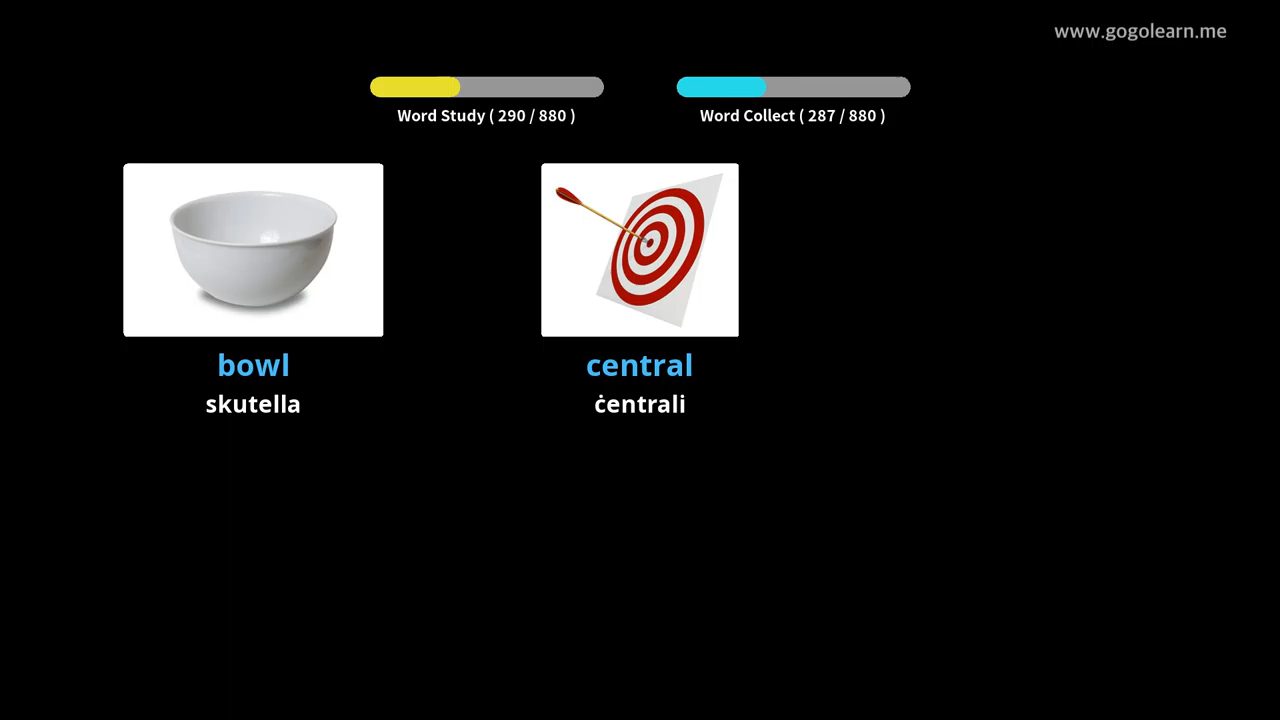 www.gogolearn.me
Word Study ( 290 / 880 )
Word Collect ( 287 / 880 )
bowl
skutella
central
ċentrali